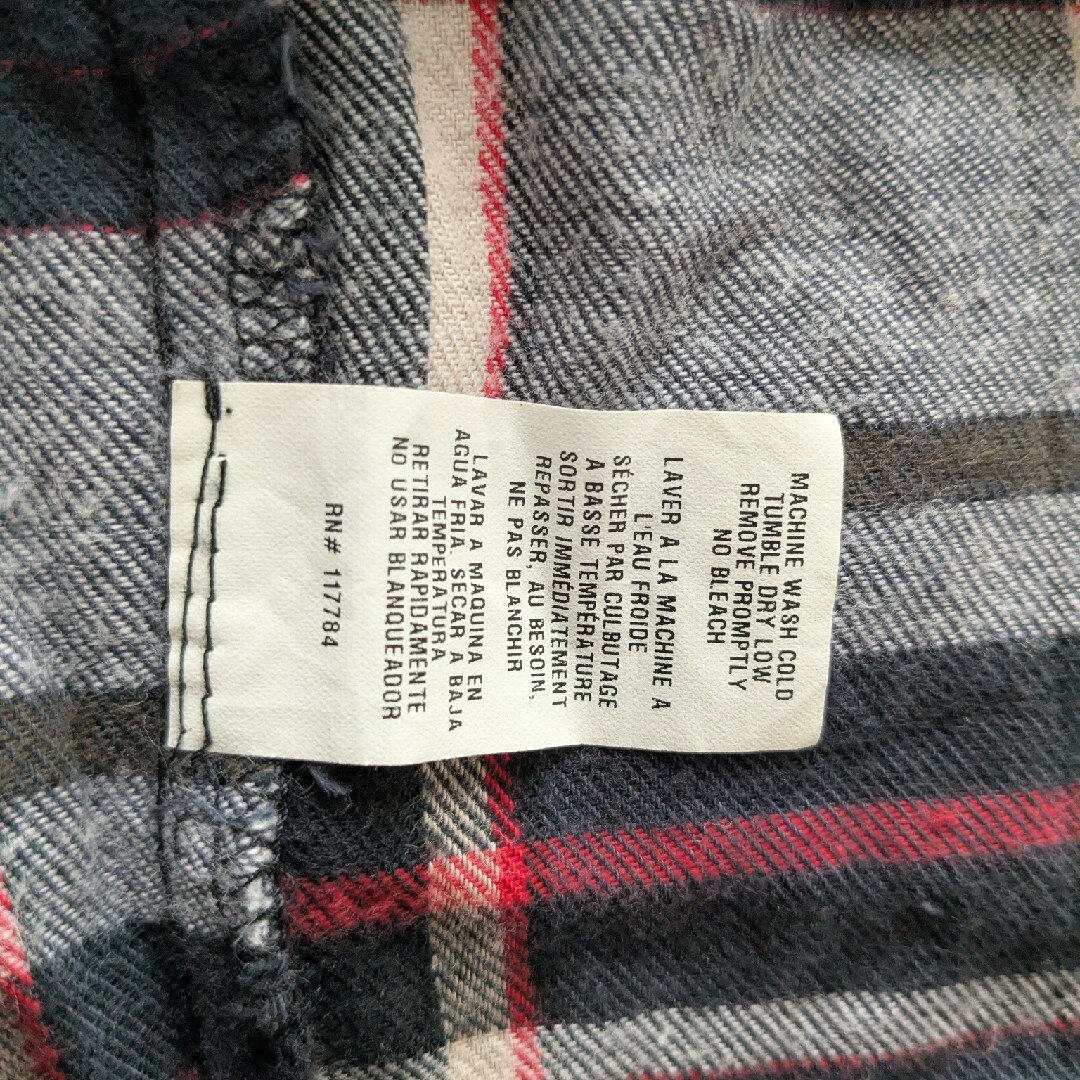 MACHINE WASH COLD
TUMBLE DRY LOW
REMOVE PROMPTLY
NO BLEACH
LAVER A LA MACHINE A
L'EAU FROIDE
SÉCHER PAR CULBUTAGE
A BASSE TEMPÉRATURE
SORTIR IMMÉDIATEMENT
REPASSER, AU BESOIN,
NE PAS BLANCHIR
LAVAR A MAQUINA EN
AGUA FRIA. SECAR A BAJA
TEMPERATURA
RETIRAR RAPIDAMENTE
NO USAR BLANQUEADOR
RN# 117784